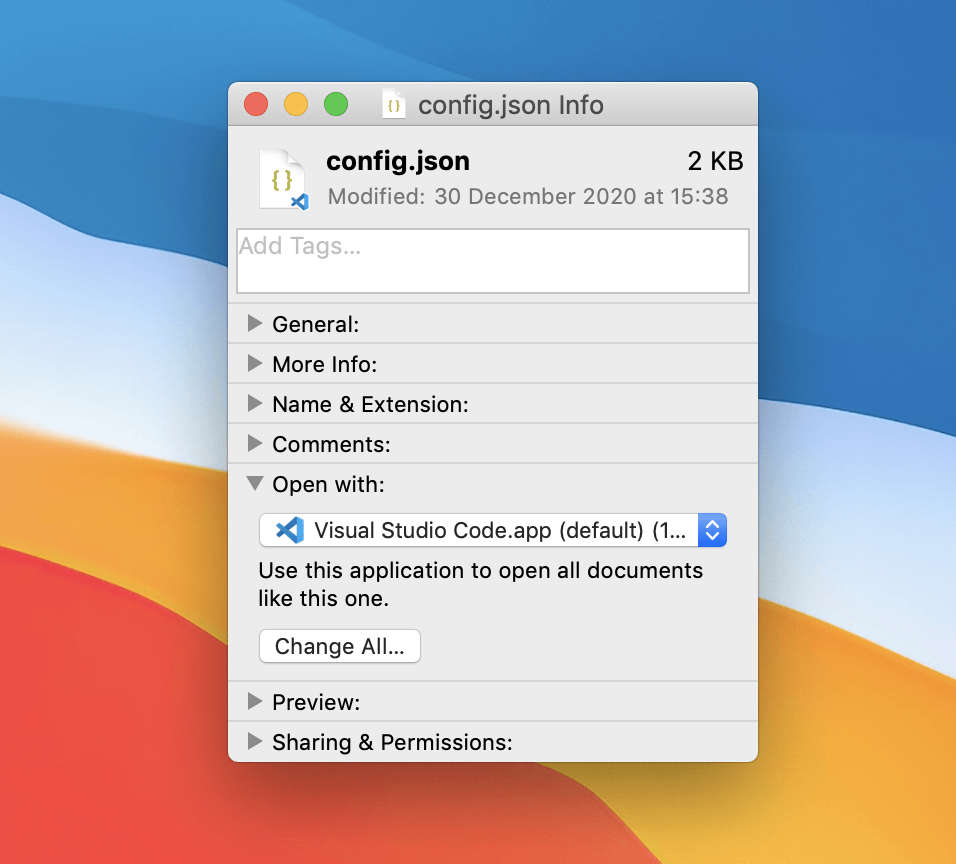 config.json Info
config.json 2 KB
Modified: 30 December 2020 at 15:38
Add Tags...
General:
More Info:
Name & Extension:
Comments:
Open with:
Visual Studio Code.app (default) (1...
Use this application to open all documents
like this one.
Change All...
Preview:
Sharing & Permissions: